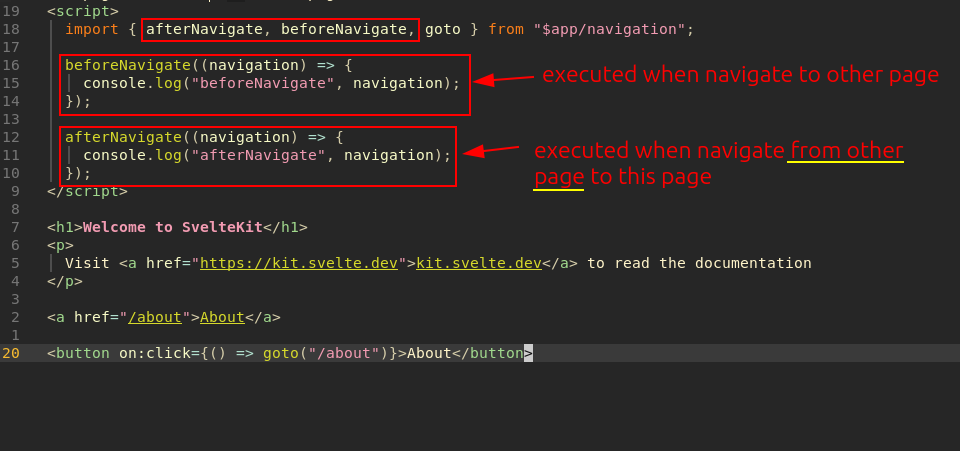 19 <script>
18 import { afterNavigate, beforeNavigate, goto } from "$app/navigation";
17
16 beforeNavigate((navigation) => {
executed when navigate to other page
15 console.log("beforeNavigate", navigation);
14 });
13
12 afterNavigate((navigation) => {
executed when navigate from other
page to this page
11 console.log("afterNavigate", navigation);
10 });
9 </script>
8
7 <h1>Welcome to SvelteKit</h1>
6 <p>
5 Visit <a href="https://kit.svelte.dev">kit.svelte.dev</a> to read the documentation
4 </p>
3
2 <a href="/about">About</a>
1
20 <button on:click={() => goto("/about")}>About</button>